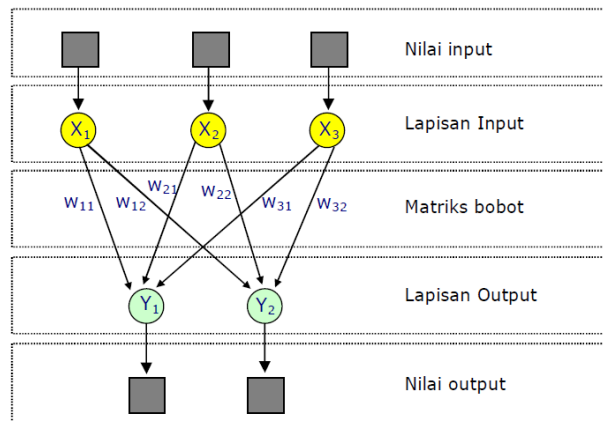 Nilai input
X1 X2 X3 Lapisan Input
w11 w12 w21 w22 w31 w32 Matriks bobot
Y1 Y2 Lapisan Output
Nilai output